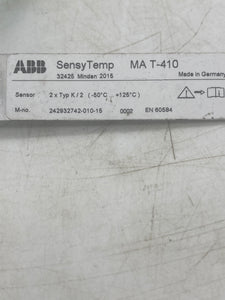 ABB SensyTemp MA T-410
32425 Minden 2015 Made in Germany
Sensor 2 x Typ K / 2 ( -50°C .. +125°C )
M-no. 242932742-010-15 0002 EN 60584